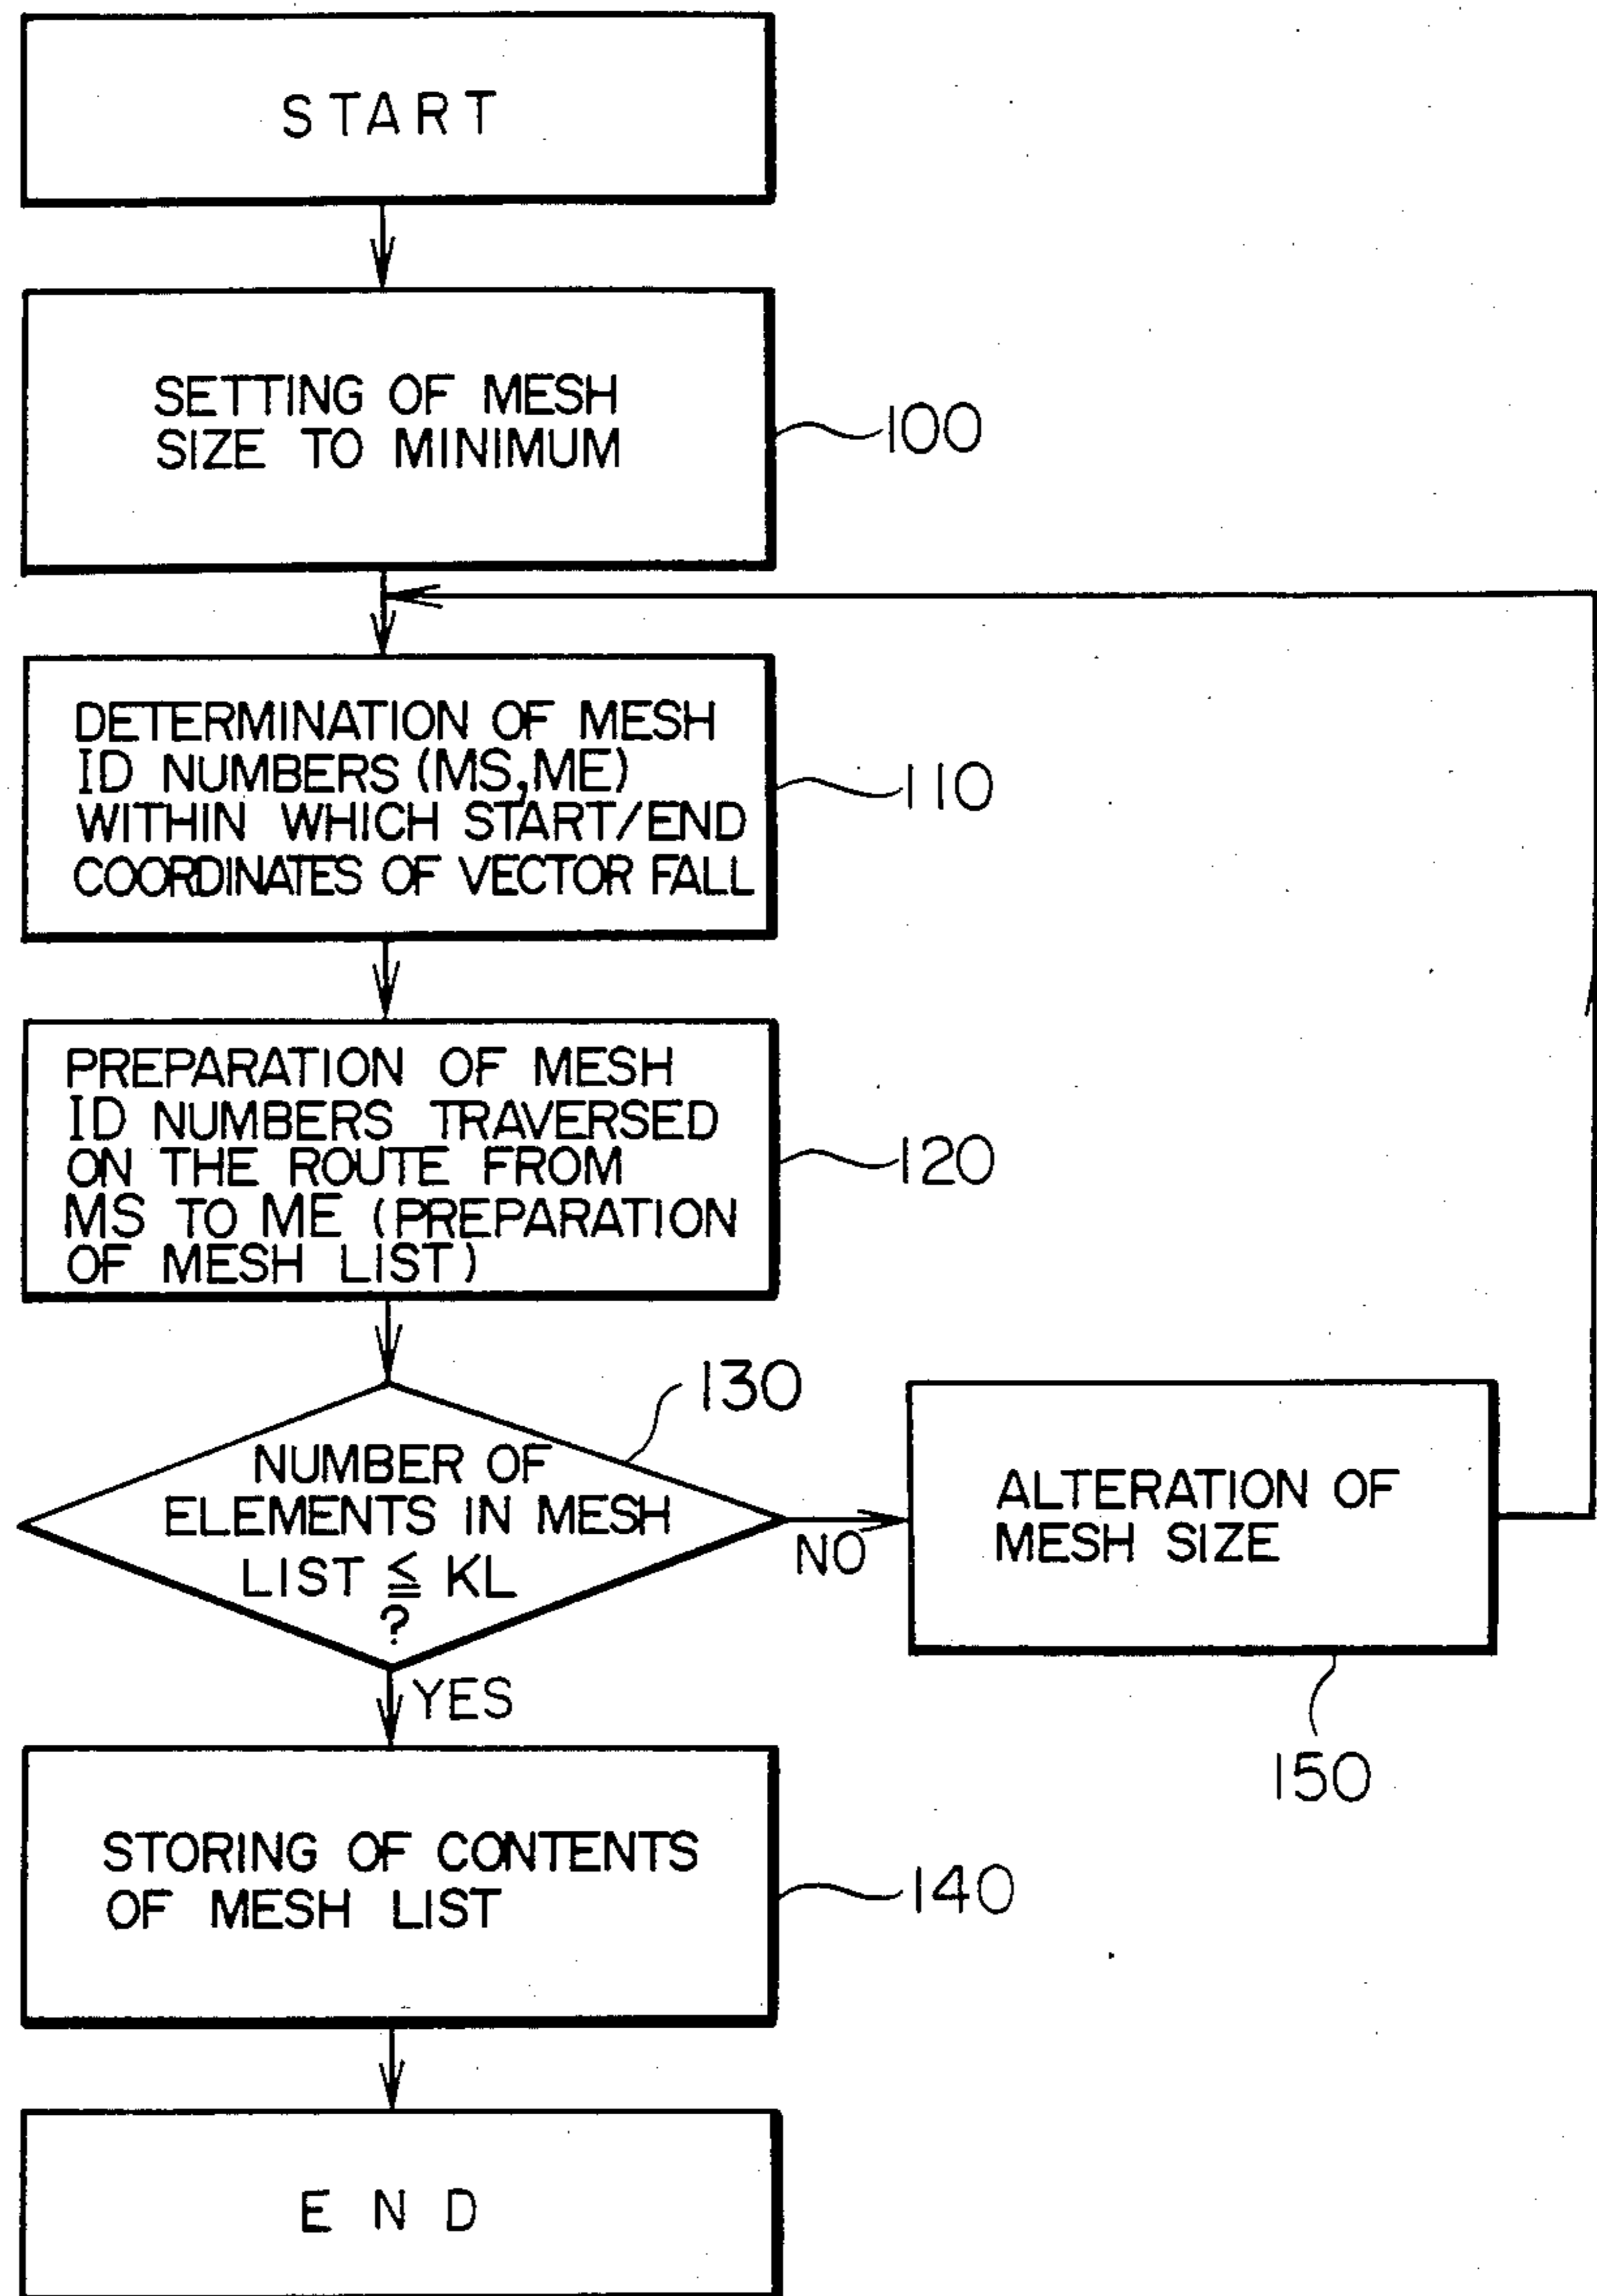 START
SETTING OF MESH
SIZE TO MINIMUM
100
DETERMINATION OF MESH
ID NUMBERS (MS,ME)
WITHIN WHICH START/END
COORDINATES OF VECTOR FALL
110
PREPARATION OF MESH
ID NUMBERS TRAVERSED
ON THE ROUTE FROM
MS TO ME (PREPARATION
OF MESH LIST)
120
130
NUMBER OF
ELEMENTS IN MESH
LIST ≦ KL
?
NO
ALTERATION OF
MESH SIZE
150
YES
STORING OF CONTENTS
OF MESH LIST
140
END